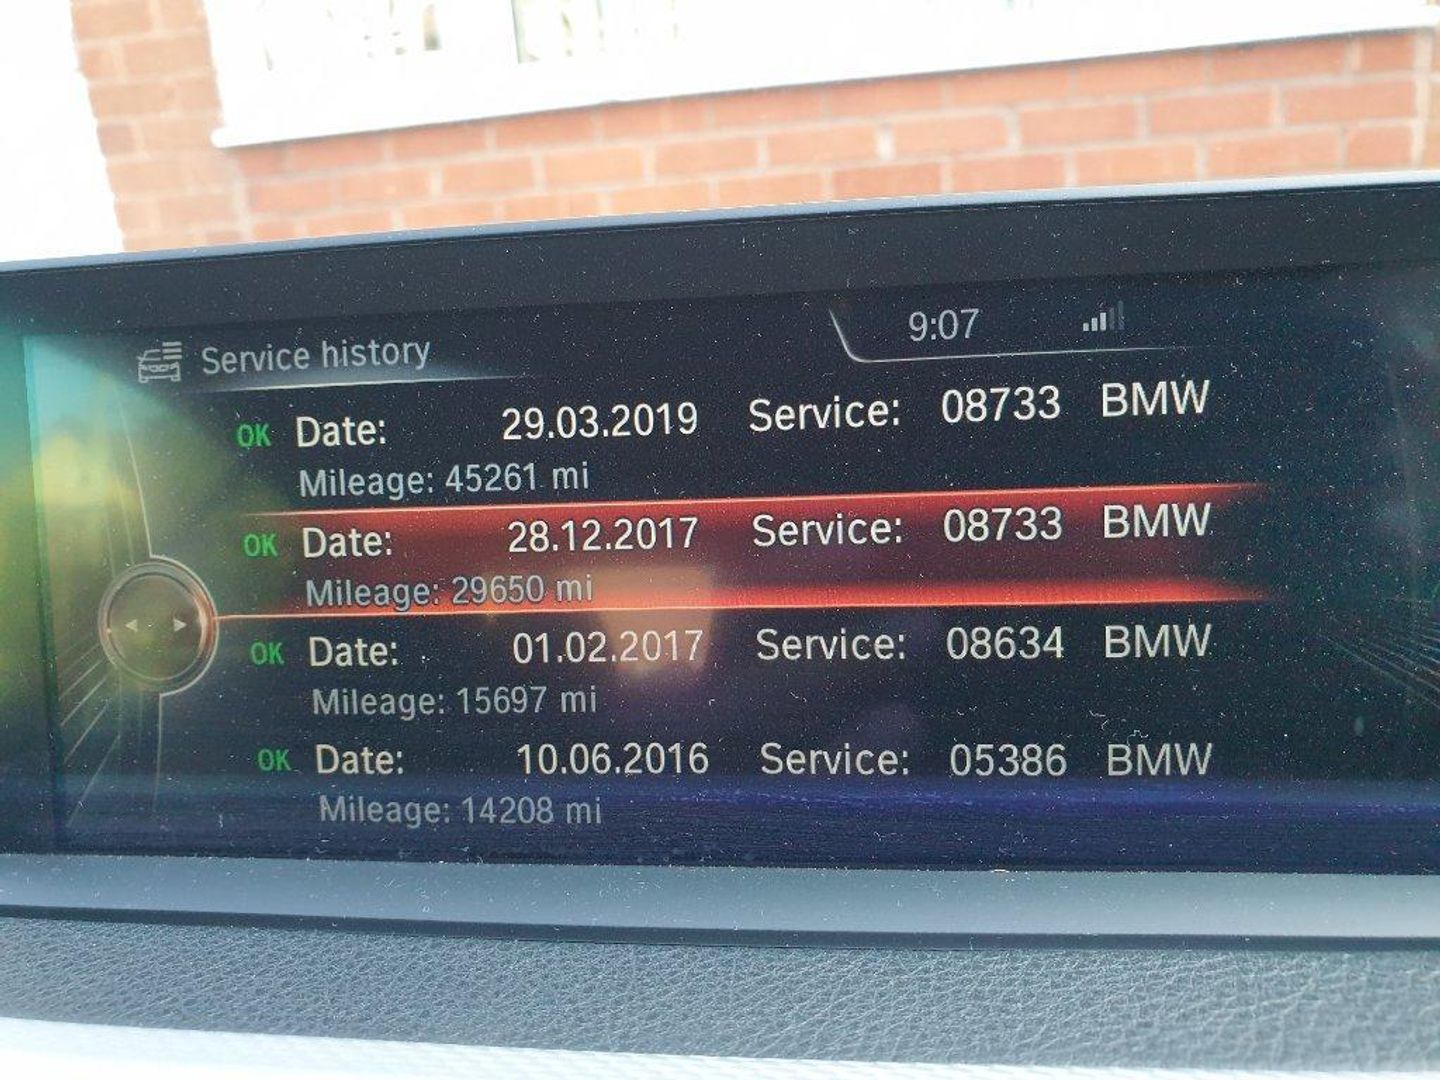 Service history 9:07
OK Date: 29.03.2019 Service: 08733 BMW
Mileage: 45261 mi
OK Date: 28.12.2017 Service: 08733 BMW
Mileage: 29650 mi
OK Date: 01.02.2017 Service: 08634 BMW
Mileage: 15697 mi
OK Date: 10.06.2016 Service: 05386 BMW
Mileage: 14208 mi